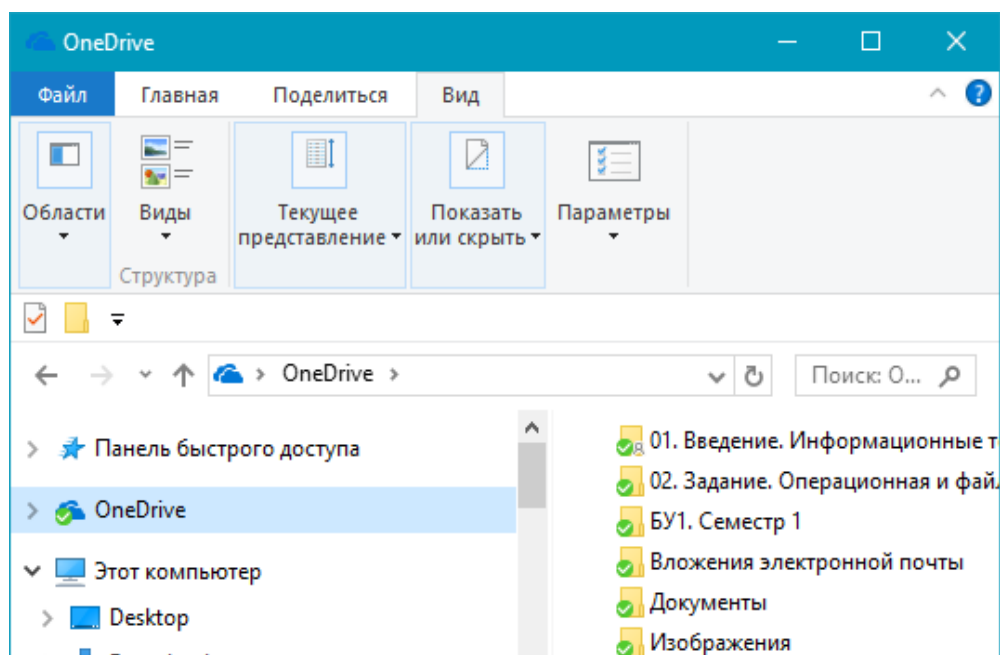 OneDrive
Файл Главная Поделиться Вид
Области Виды Текущее представление Показать или скрыть Параметры
Структура
OneDrive
Поиск: О...
Панель быстрого доступа
OneDrive
Этот компьютер
Desktop
01. Введение. Информационные т
02. Задание. Операционная и фай
БУ1. Семестр 1
Вложения электронной почты
Документы
Изображения